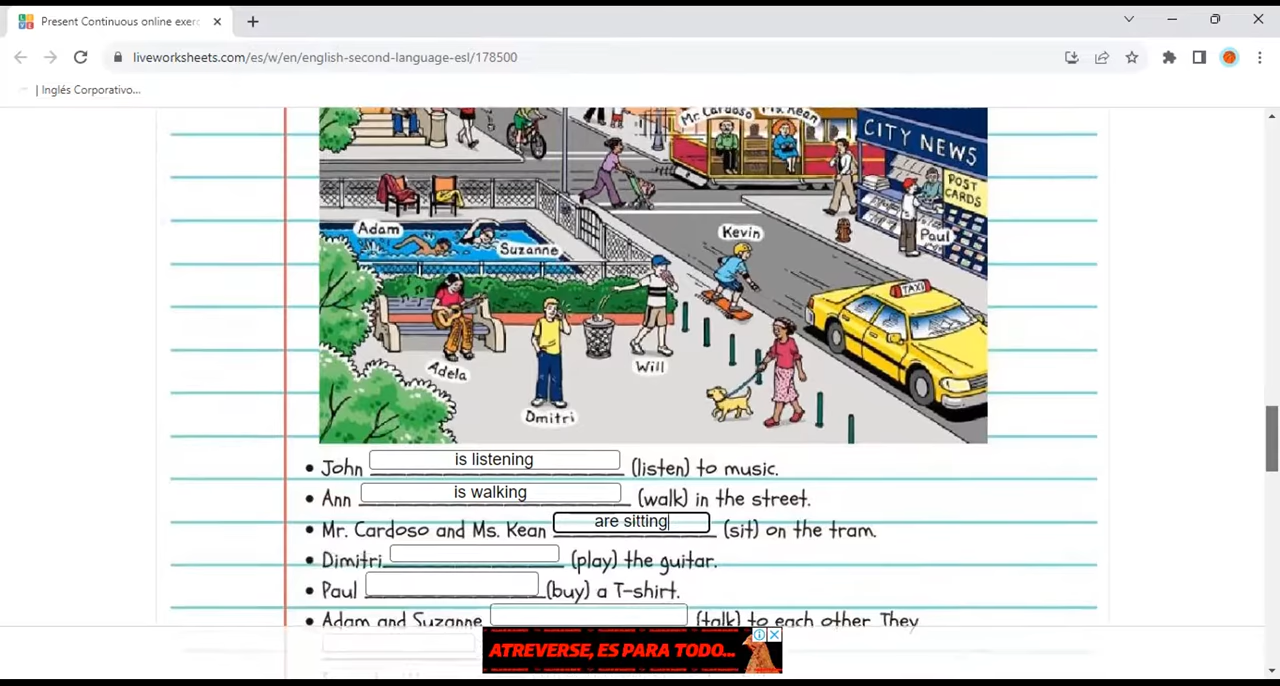 Present Continuous online exerc
liveworksheets.com/es/w/en/english-second-language-esl/178500
| Inglés Corporativo...
Mr. Cardoso
Kean
CITY NEWS
POST
CARDS
Adam
Suzanne
Kevin
Paul
TAXI
Adela
Will
Dmitri
• John is listening (listen) to music.
• Ann is walking (walk) in the street.
• Mr. Cardoso and Ms. Kean are sitting (sit) on the tram.
• Dimitri (play) the guitar.
• Paul (buy) a T-shirt.
• Adam and Suzanne (talk) to each other. They
ATREVERSE, ES PARA TODO...